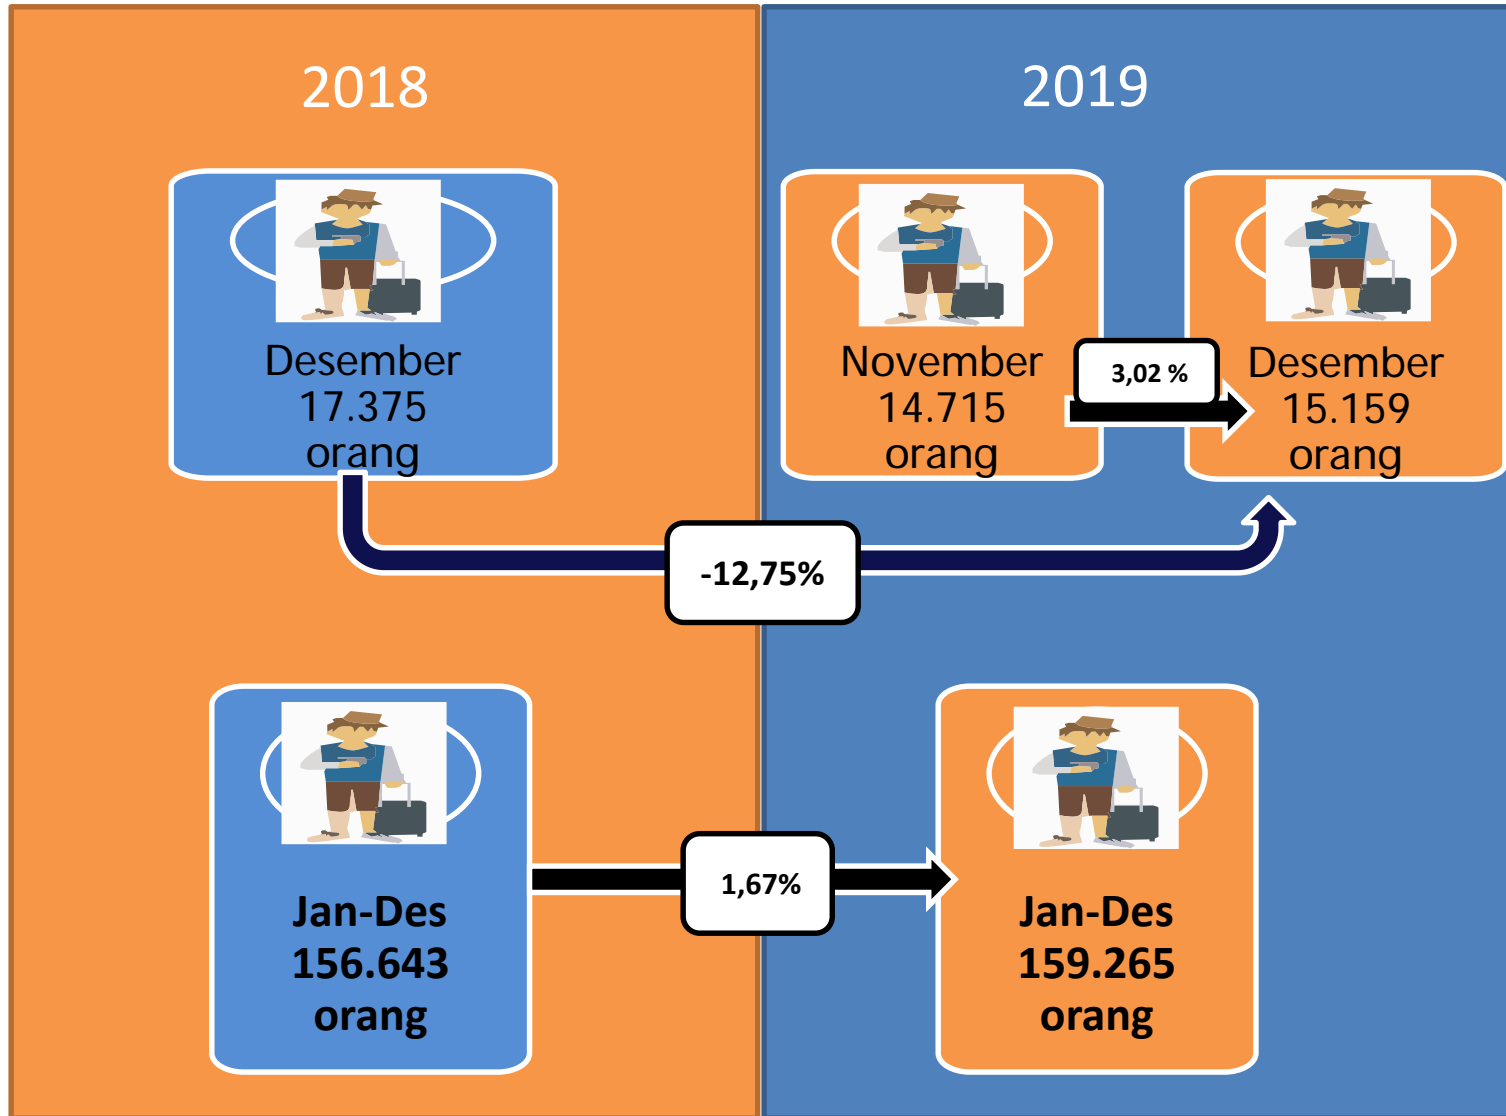 2018
2019
Desember
17.375
orang
November
14.715
orang
3,02 %
Desember
15.159
orang
-12,75%
Jan-Des
156.643
orang
1,67%
Jan-Des
159.265
orang